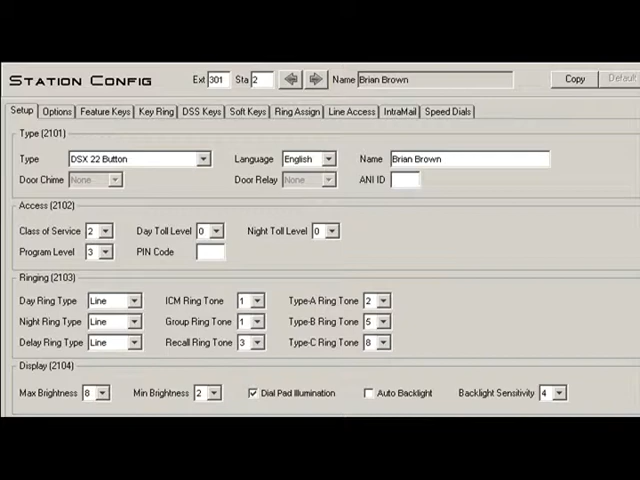 STATION CONFIG Ext 301 Sta 2 Name Brian Brown Copy Default
Setup Options Feature Keys Key Ring DSS Keys Soft Keys Ring Assign Line Access IntraMail Speed Dials
Type (2101)
Type DSX 22 Button Language English Name Brian Brown
Door Chime None Door Relay None ANI ID
Access (2102)
Class of Service 2 Day Toll Level 0 Night Toll Level 0
Program Level 3 PIN Code
Ringing (2103)
Day Ring Type Line ICM Ring Tone 1 Type-A Ring Tone 2
Night Ring Type Line Group Ring Tone 1 Type-B Ring Tone 5
Delay Ring Type Line Recall Ring Tone 3 Type-C Ring Tone 8
Display (2104)
Max Brightness 8 Min Brightness 2 Dial Pad Illumination Auto Backlight Backlight Sensitivity 4